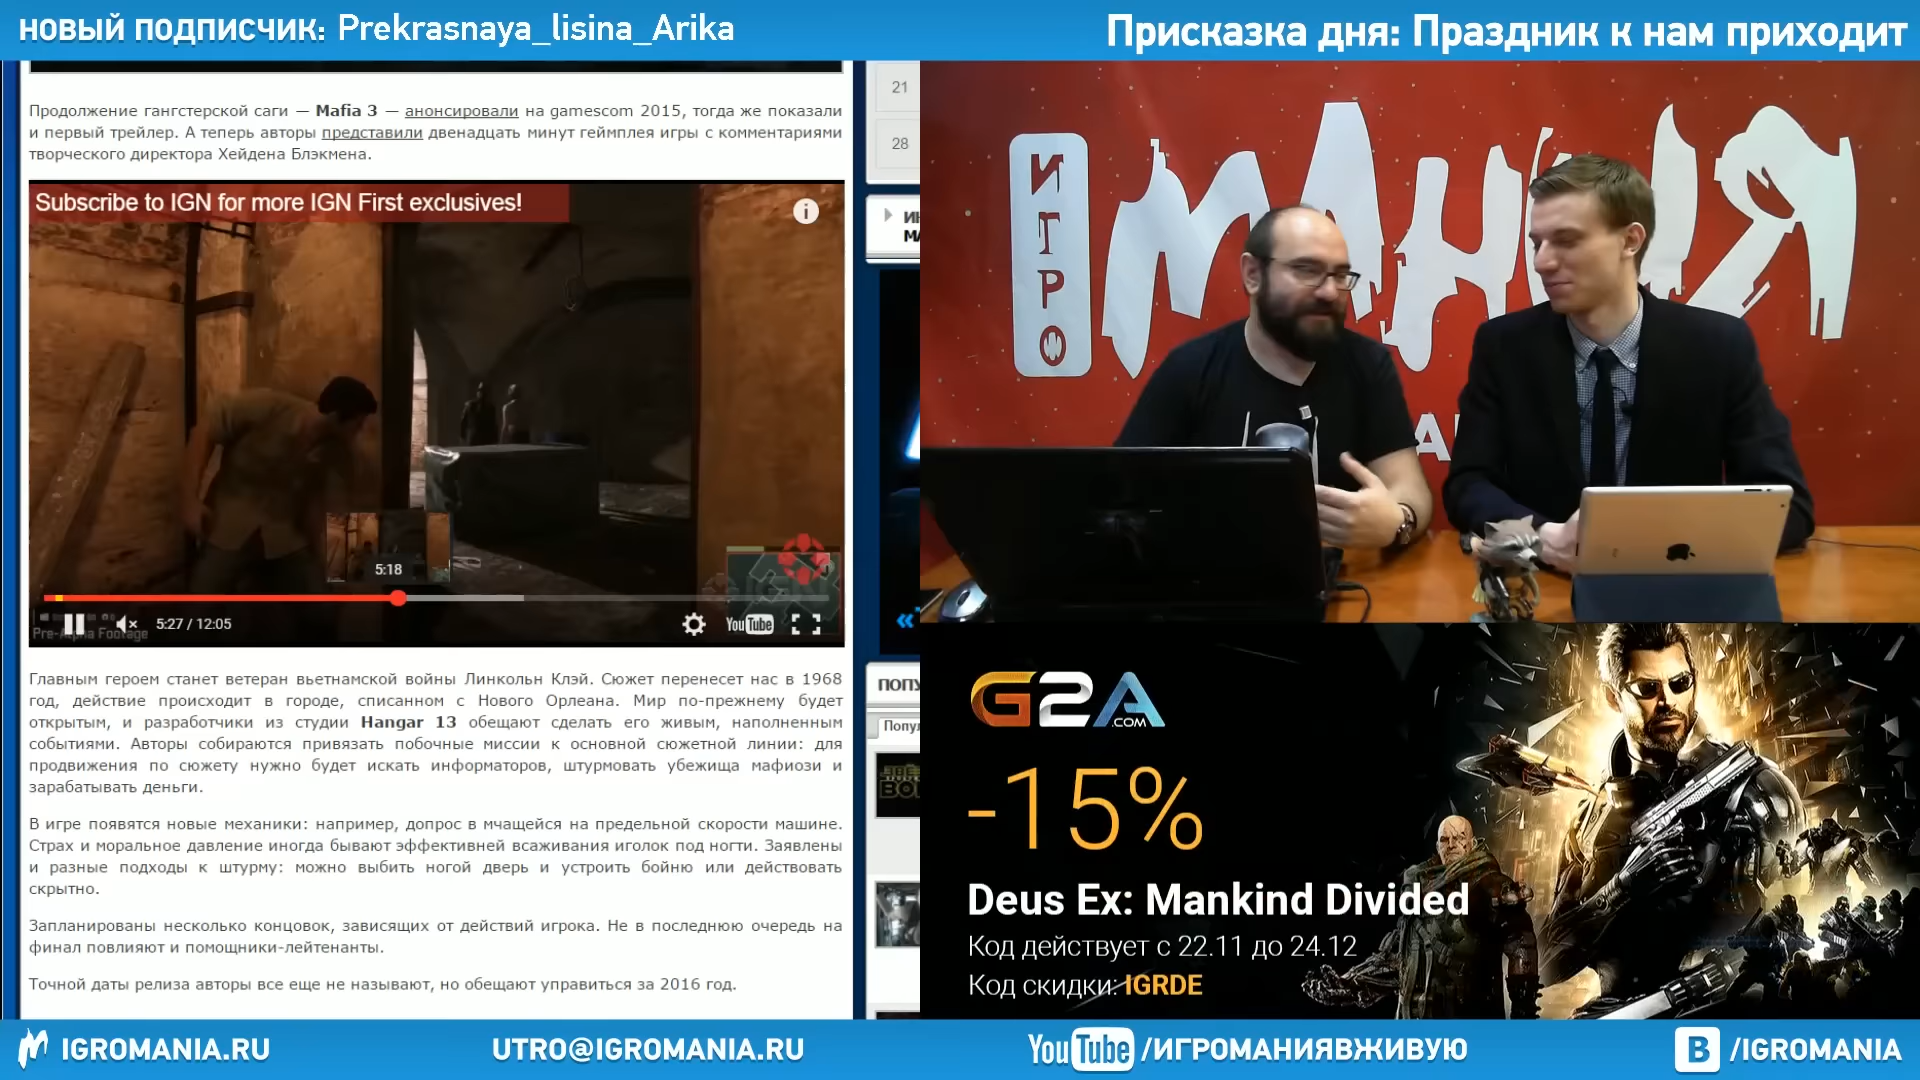 новый подписчик: Prekrasnaya_lisina_Arika
Присказка дня: Праздник к нам приходит
Продолжение гангстерской саги — Mafia 3 — анонсировали на gamescom 2015, тогда же показали
и первый трейлер. А теперь авторы представили двенадцать минут геймплея игры с комментариями
творческого директора Хейдена Блэкмена.
Subscribe to IGN for more IGN First exclusives!
5:18
5:27 / 12:05
YouTube
Pre-Alpha Footage
Главным героем станет ветеран вьетнамской войны Линкольн Клэй. Сюжет перенесет нас в 1968
год, действие происходит в городе, списанном с Нового Орлеана. Мир по-прежнему будет
открытым, и разработчики из студии Hangar 13 обещают сделать его живым, наполненным
событиями. Авторы собираются привязать побочные миссии к основной сюжетной линии: для
продвижения по сюжету нужно будет искать информаторов, штурмовать убежища мафиози и
зарабатывать деньги.
В игре появятся новые механики: например, допрос в мчащейся на предельной скорости машине.
Страх и моральное давление иногда бывают эффективней всаживания иголок под ногти. Заявлены
и разные подходы к штурму: можно выбить ногой дверь и устроить бойню или действовать
скрытно.
Запланированы несколько концовок, зависящих от действий игрока. Не в последнюю очередь на
финал повлияют и помощники-лейтенанты.
Точной даты релиза авторы все еще не называют, но обещают управиться за 2016 год.
21
28
ИГРО
МАНИЯ
G2A
.COM
-15%
Deus Ex: Mankind Divided
Код действует с 22.11 до 24.12
Код скидки: IGRDE
IGROMANIA.RU
UTRO@IGROMANIA.RU
YouTube /ИГРОМАНИЯВЖИВУЮ
В /IGROMANIA